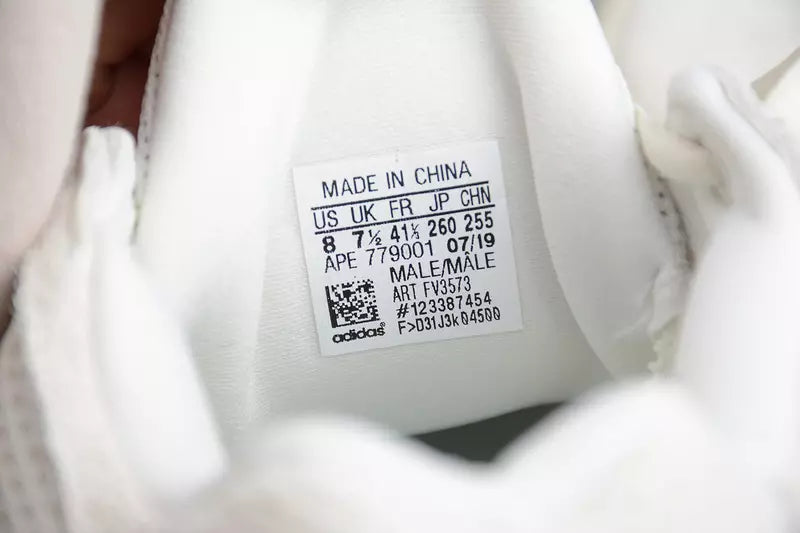 MADE IN CHINA
US UK FR JP CHN
8 7½ 41⅓ 260 255
APE 779001 07/19
MALE/MÂLE
ART FV3573
#123387454
F>D31J3k04500
adidas